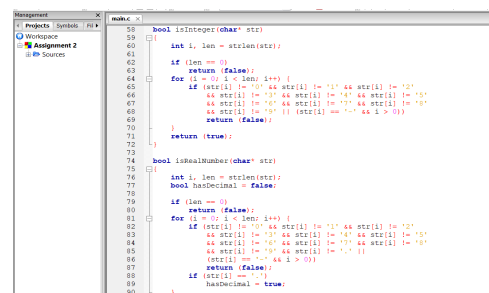 Management
main.c
Projects Symbols Fil
Workspace
Assignment 2
Sources
58 bool isInteger(char* str)
59 {
60 int i, len = strlen(str);
61
62 if (len == 0)
63 return (false);
64 for (i = 0; i < len; i++) {
65 if (str[i] != '0' && str[i] != '1' && str[i] != '2'
66 && str[i] != '3' && str[i] != '4' && str[i] != '5'
67 && str[i] != '6' && str[i] != '7' && str[i] != '8'
68 && str[i] != '9' || (str[i] == '-' && i > 0))
69 return (false);
70 }
71 return (true);
72 }
73
74 bool isRealNumber(char* str)
75 {
76 int i, len = strlen(str);
77 bool hasDecimal = false;
78
79 if (len == 0)
80 return (false);
81 for (i = 0; i < len; i++) {
82 if (str[i] != '0' && str[i] != '1' && str[i] != '2'
83 && str[i] != '3' && str[i] != '4' && str[i] != '5'
84 && str[i] != '6' && str[i] != '7' && str[i] != '8'
85 && str[i] != '9' && str[i] != '.' ||
86 (str[i] == '-' && i > 0))
87 return (false);
88 if (str[i] == '.')
89 hasDecimal = true;
90 }